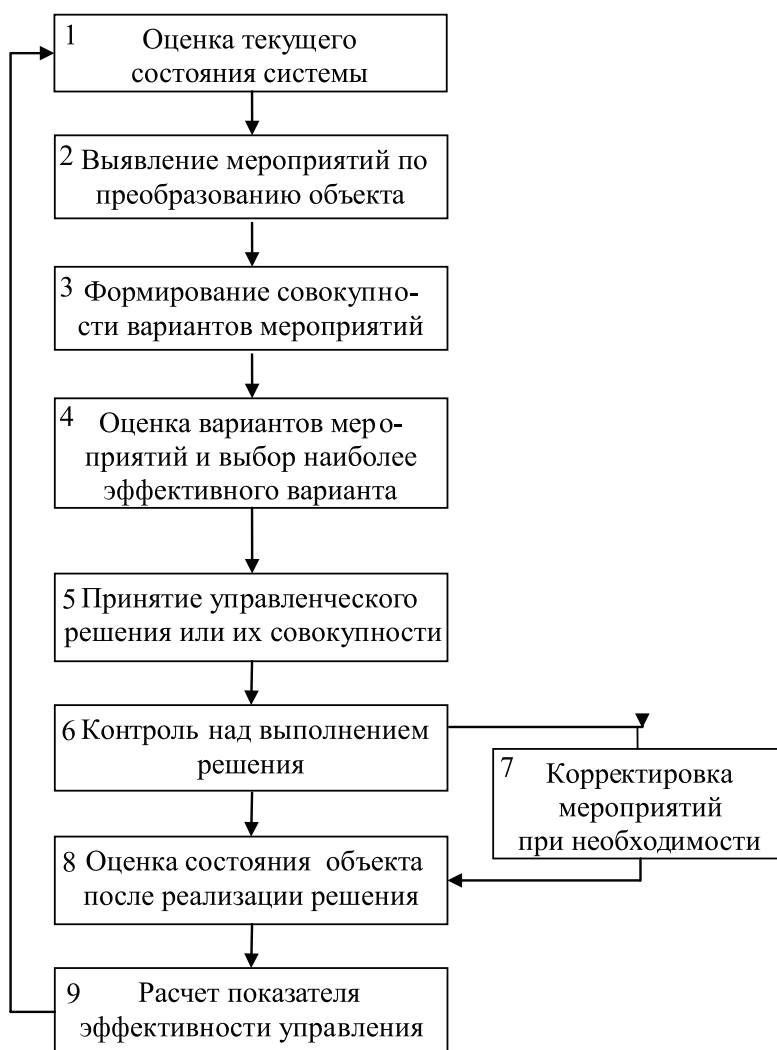 1 Оценка текущего
состояния системы
2 Выявление мероприятий по
преобразованию объекта
3 Формирование совокупно-
сти вариантов мероприятий
4 Оценка вариантов меро-
приятий и выбор наиболее
эффективного варианта
5 Принятие управленческого
решения или их совокупности
6 Контроль над выполнением
решения
7 Корректировка
мероприятий
при необходимости
8 Оценка состояния объекта
после реализации решения
9 Расчет показателя
эффективности управления